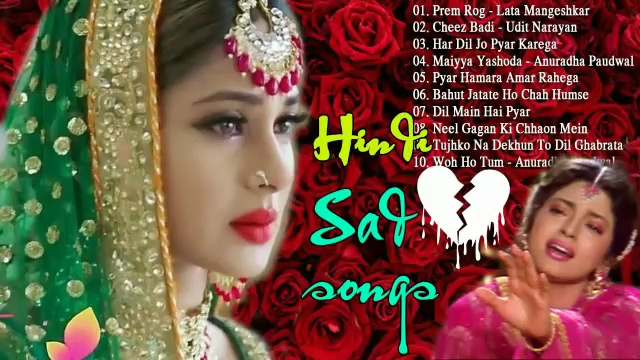 01. Prem Rog - Lata Mangeshkar
02. Cheez Badi - Udit Narayan
03. Har Dil Jo Pyar Karega
04. Maiyya Yashoda - Anuradha Paudwal
05. Pyar Hamara Amar Rahega
06. Bahut Jatate Ho Chah Humse
07. Dil Main Hai Pyar
08. Neel Gagan Ki Chhaon Mein
Tujhko Na Dekhun To Dil Ghabrata
10. Woh Ho Tum -
Hindi
Sad
songs